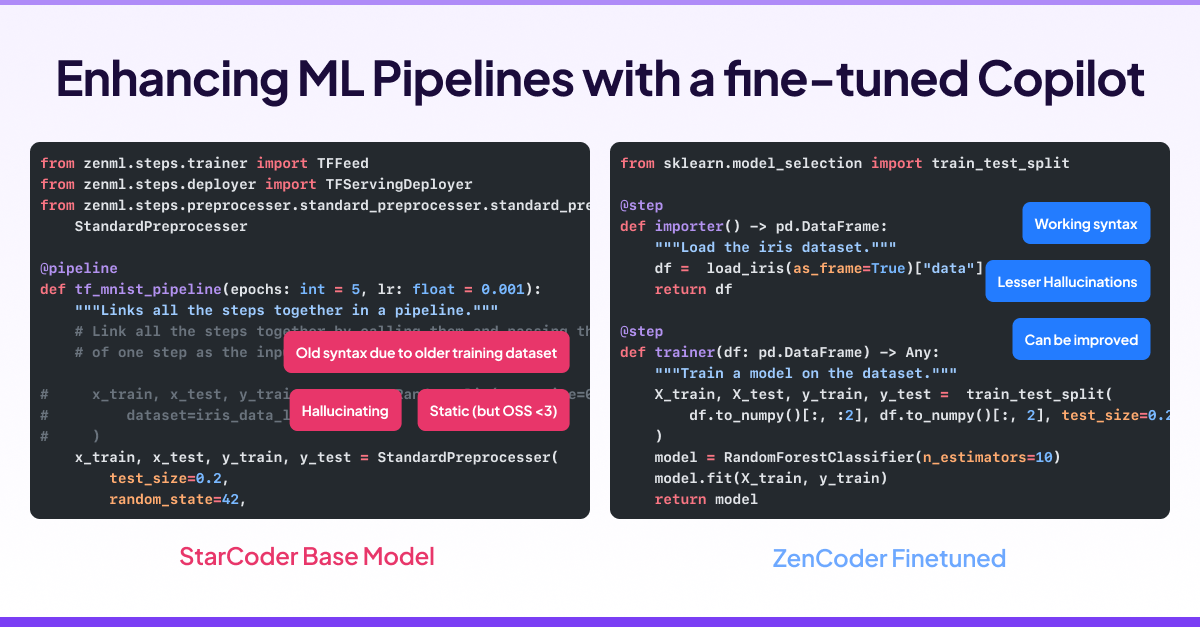 Enhancing ML Pipelines with a fine-tuned Copilot
from zenml.steps.trainer import TFFeed
from zenml.steps.deployer import TFServingDeployer
from zenml.steps.preprocesser.standard_preprocesser.standard_pre
    StandardPreprocesser
@pipeline
def tf_mnist_pipeline(epochs: int = 5, lr: float = 0.001):
    """Links all the steps together in a pipeline."""
    # Link all the steps together by calling them and passing th
    # of one step as the inp
Old syntax due to older training dataset
#     x_train, x_test, y_trai
#         dataset=iris_data_l
#     )
Hallucinating
Static (but OSS <3)
    x_train, x_test, y_train, y_test = StandardPreprocesser(
        test_size=0.2,
        random_state=42,
StarCoder Base Model
from sklearn.model_selection import train_test_split
@step
def importer() -> pd.DataFrame:
    """Load the iris dataset."""
    df =  load_iris(as_frame=True)["data"]
    return df
Working syntax
Lesser Hallucinations
Can be improved
@step
def trainer(df: pd.DataFrame) -> Any:
    """Train a model on the dataset."""
    X_train, X_test, y_train, y_test =  train_test_split(
        df.to_numpy()[:, :2], df.to_numpy()[:, 2], test_size=0.2
    )
    model = RandomForestClassifier(n_estimators=10)
    model.fit(X_train, y_train)
    return model
ZenCoder Finetuned